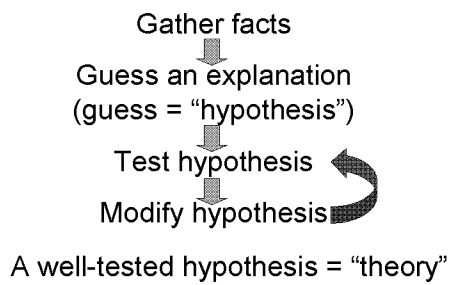 Gather facts
Guess an explanation
(guess = “hypothesis”)
Test hypothesis
Modify hypothesis
A well-tested hypothesis = “theory”